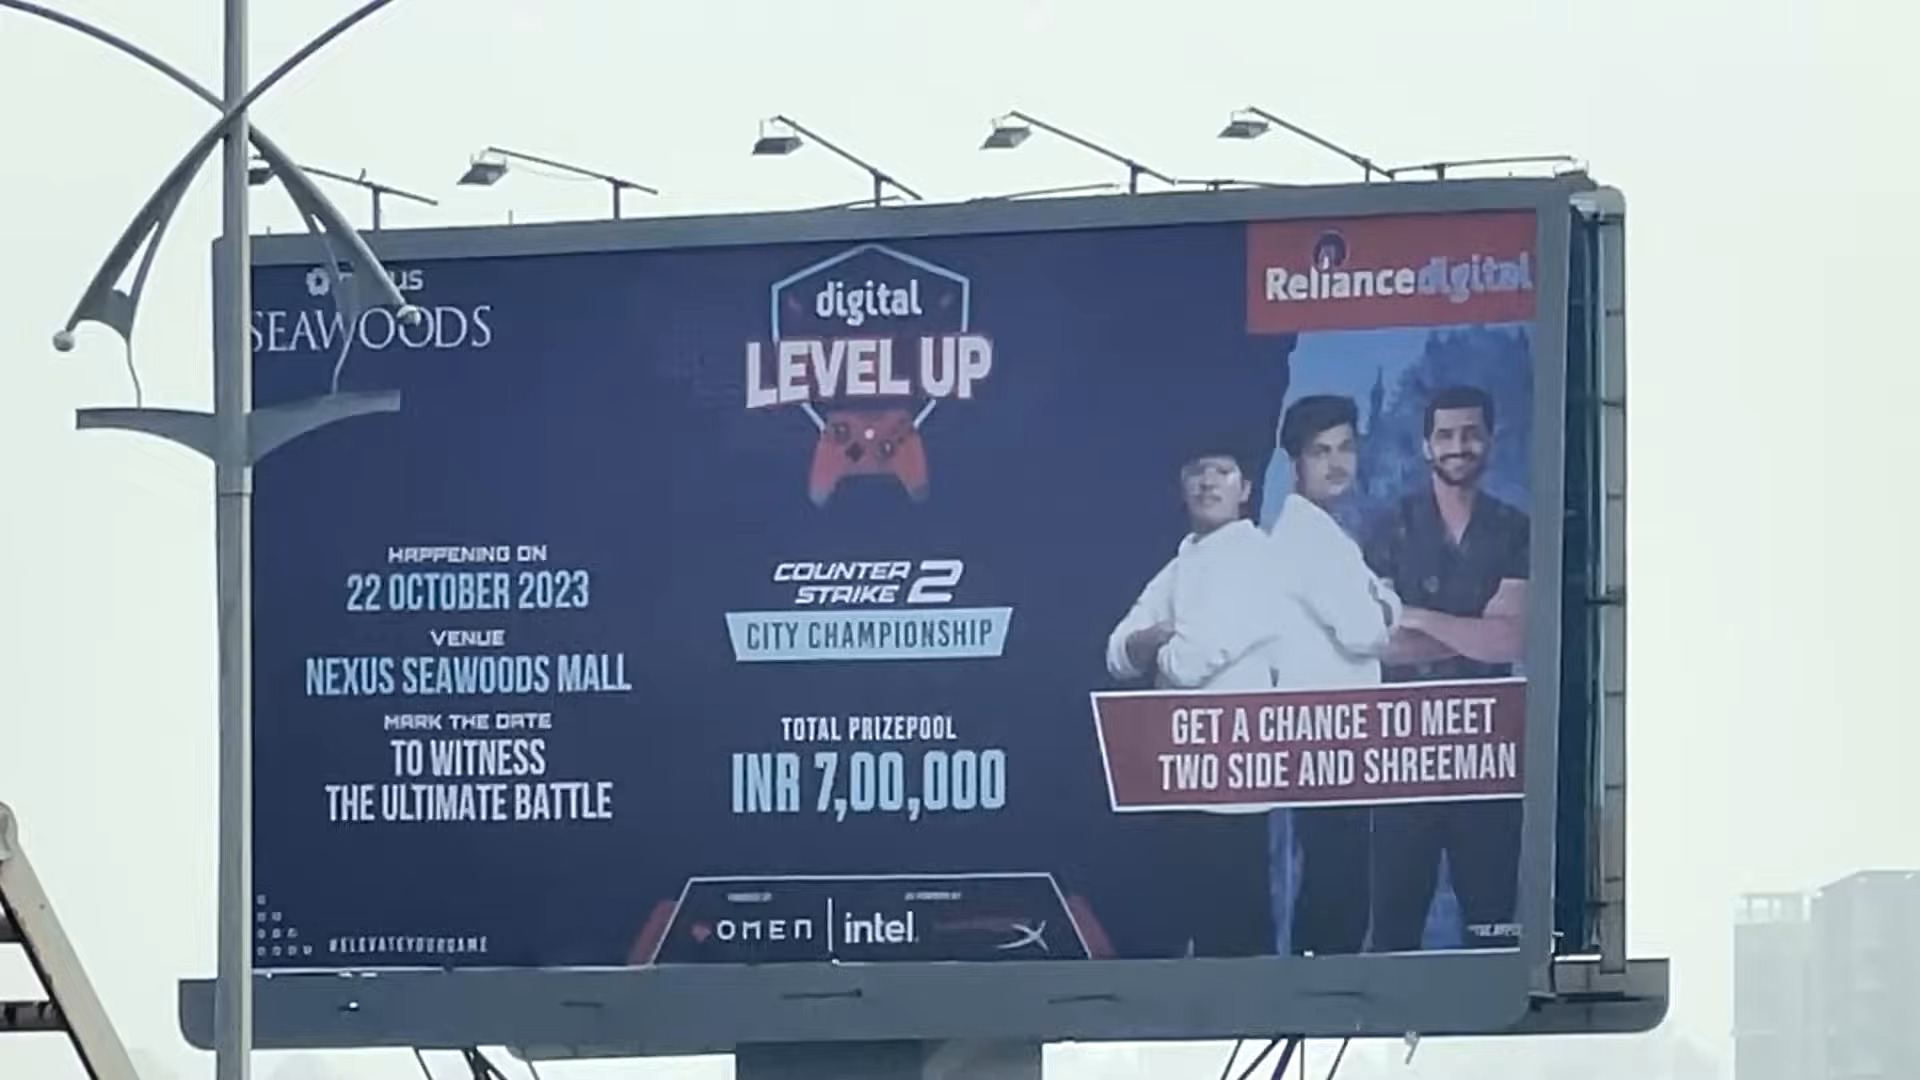 SEAWOODS
digital
LEVEL UP
Reliance digital
HAPPENING ON
22 OCTOBER 2023
VENUE
NEXUS SEAWOODS MALL
MARK THE DATE
TO WITNESS
THE ULTIMATE BATTLE
#ELEVATEYOURGAME
COUNTER
STRIKE 2
CITY CHAMPIONSHIP
TOTAL PRIZEPOOL
INR 7,00,000
OMEN
intel.
GET A CHANCE TO MEET
TWO SIDE AND SHREEMAN